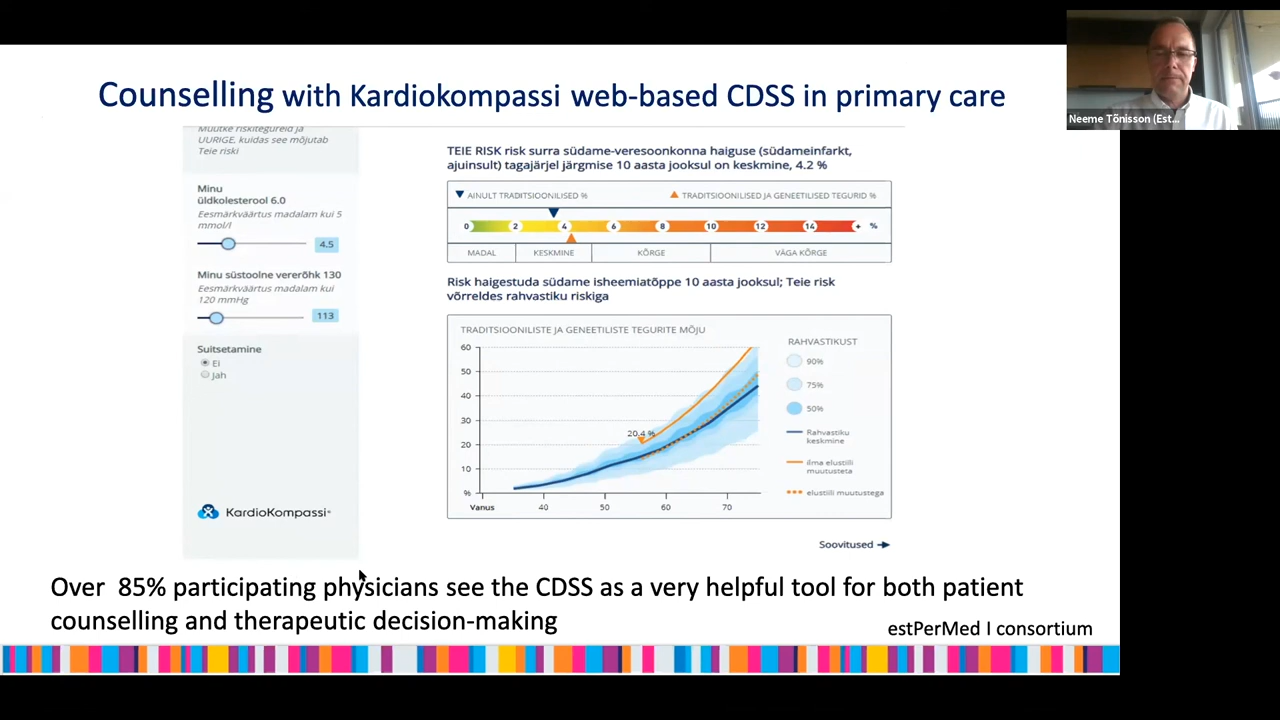 Counselling with Kardiokompassi web-based CDSS in primary care
Neeme Tõnisson (Est...
Muutke riskitegureid ja
UURIGE, kuidas see mõjutab
Teie riski
Minu
üldkolesterool 6.0
Eesmärkväärtus madalam kui 5
mmol/l
4.5
Minu süstoolne vererõhk 130
Eesmärkväärtus madalam kui
120 mmHg
113
Suitsetamine
Ei
Jah
KardioKompassi
TEIE RISK risk surra südame-veresoonkonna haiguse (südameinfarkt,
ajuinsult) tagajärjel järgmise 10 aasta jooksul on keskmine, 4.2 %
AINULT TRADITSIOONILISED %
TRADITSIOONILISED JA GENEETILISED TEGURID %
0 2 4 6 8 10 12 14 + %
MADAL KESKMINE KÕRGE VÄGA KÕRGE
Risk haigestuda südame isheemiatõppe 10 aasta jooksul; Teie risk
võrreldes rahvastiku riskiga
TRADITSIOONILISTE JA GENEETILISTE TEGURITE MÕJU
60
50
40
30
20
10
%
20.4 %
Vanus 40 50 60 70
RAHVASTIKUST
90%
75%
50%
Rahvastiku
keskmine
ilma elustiili
muutusteta
elustiili muutustega
Soovitused
Over 85% participating physicians see the CDSS as a very helpful tool for both patient
counselling and therapeutic decision-making
estPerMed I consortium